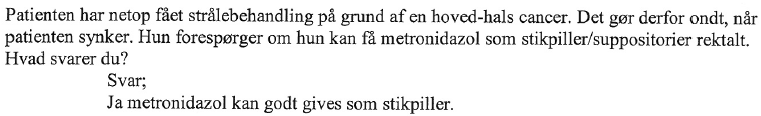 Patienten har netop fået strålebehandling på grund af en hoved-hals cancer. Det gør derfor ondt, når
patienten synker. Hun forespørger om hun kan få metronidazol som stikpiller/suppositorier rektalt.
Hvad svarer du?
Svar;
Ja metronidazol kan godt gives som stikpiller.